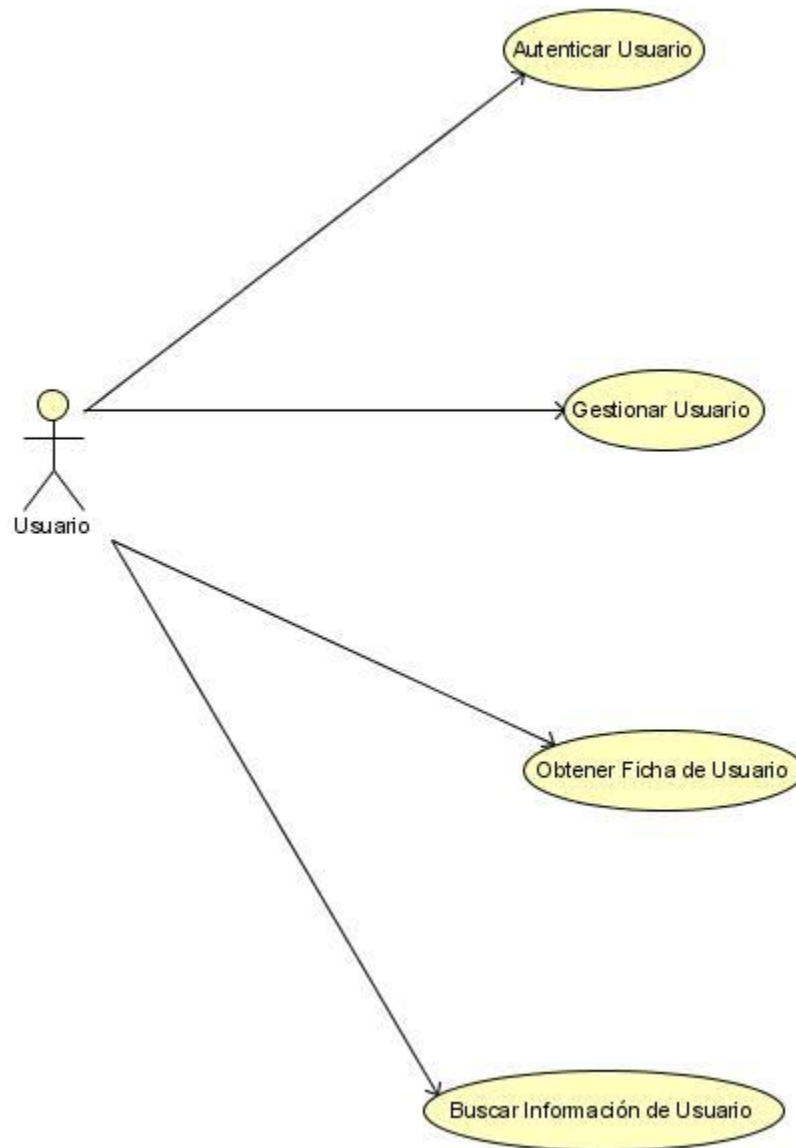 Autenticar Usuario
Gestionar Usuario
Usuario
Obtener Ficha de Usuario
Buscar Información de Usuario